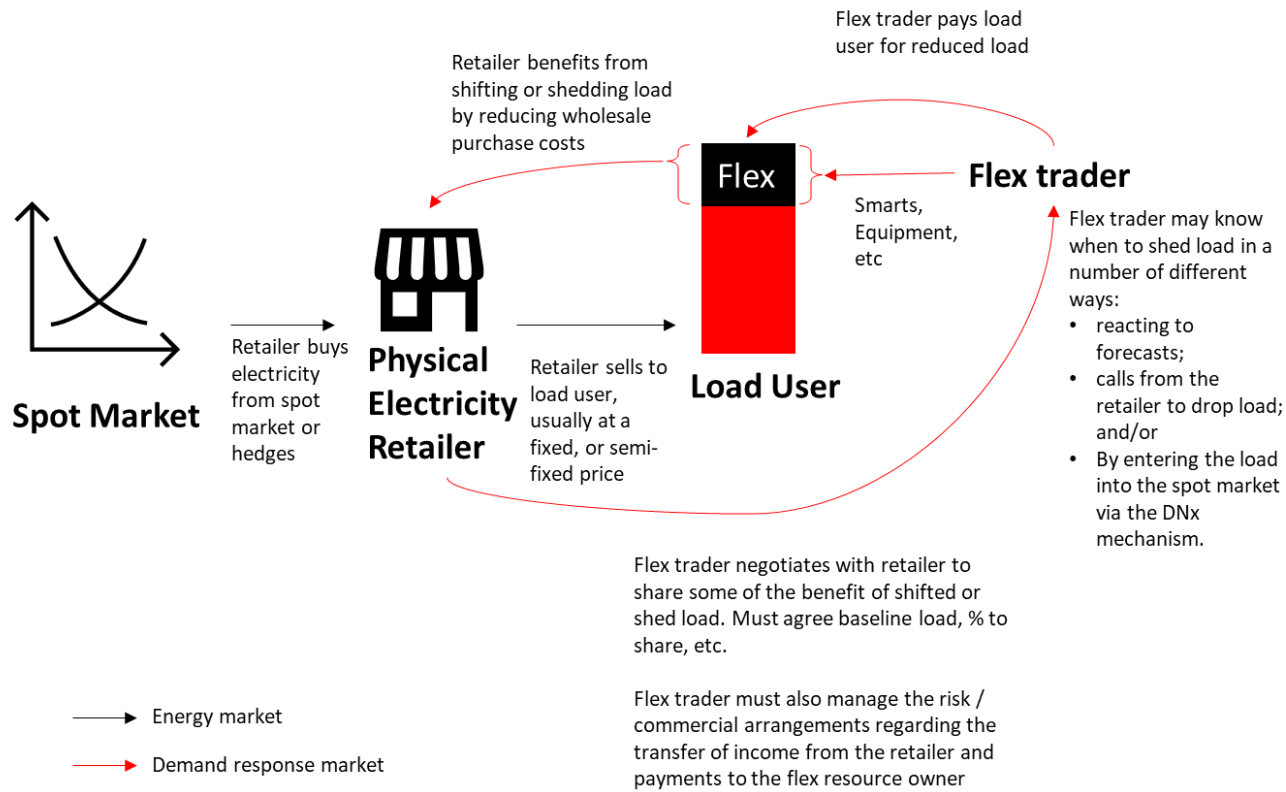 Flex trader pays load
user for reduced load
Retailer benefits from
shifting or shedding load
by reducing wholesale
purchase costs
Flex
Flex trader
Smarts,
Equipment,
etc
Flex trader may know
when to shed load in a
number of different
ways:
• reacting to
forecasts;
• calls from the
retailer to drop load;
and/or
• By entering the load
into the spot market
via the DNx
mechanism.
Spot Market
Retailer buys
electricity
from spot
market or
hedges
Physical
Electricity
Retailer
Retailer sells to
load user,
usually at a
fixed, or semi-
fixed price
Load User
Flex trader negotiates with retailer to
share some of the benefit of shifted or
shed load. Must agree baseline load, % to
share, etc.
Flex trader must also manage the risk /
commercial arrangements regarding the
transfer of income from the retailer and
payments to the flex resource owner
Energy market
Demand response market